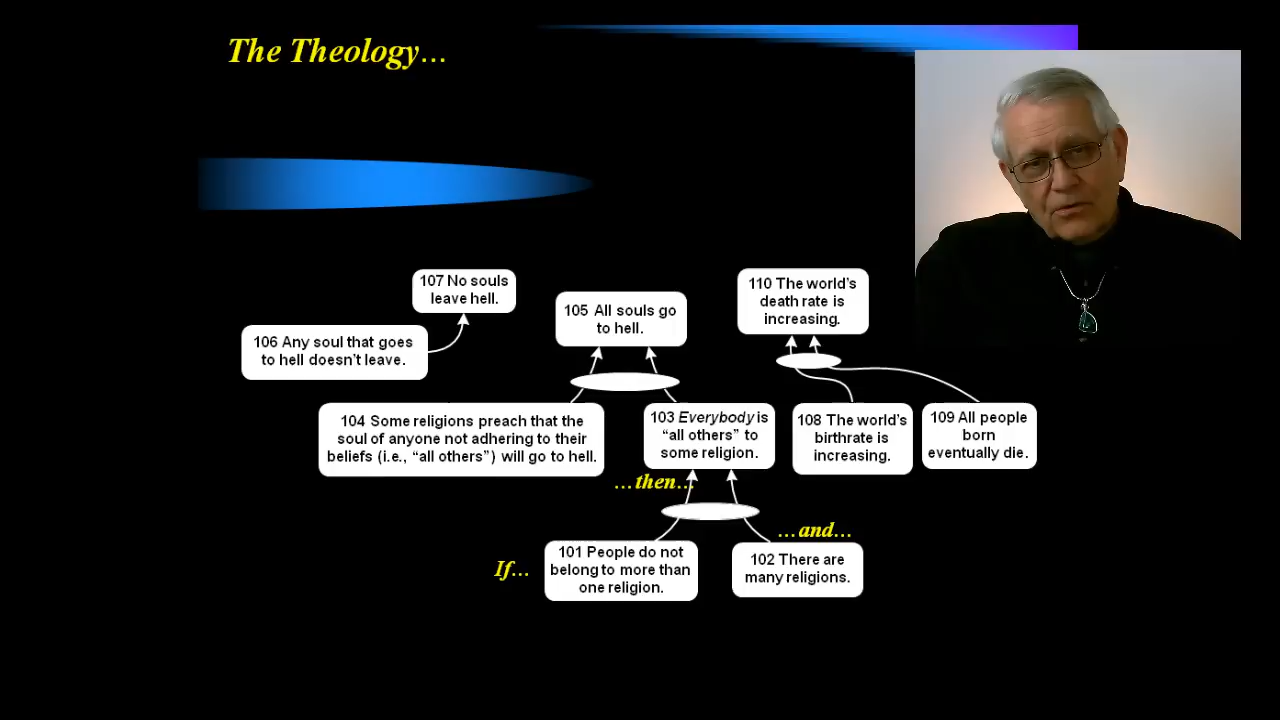 The Theology…
107 No souls
leave hell.
105 All souls go
to hell.
110 The world's
death rate is
increasing.
106 Any soul that goes
to hell doesn't leave.
104 Some religions preach that the
soul of anyone not adhering to their
beliefs (i.e., "all others") will go to hell.
103 Everybody is
"all others" to
some religion.
108 The world's
birthrate is
increasing.
109 All people
born
eventually die.
…then…
…and…
If…
101 People do not
belong to more than
one religion.
102 There are
many religions.